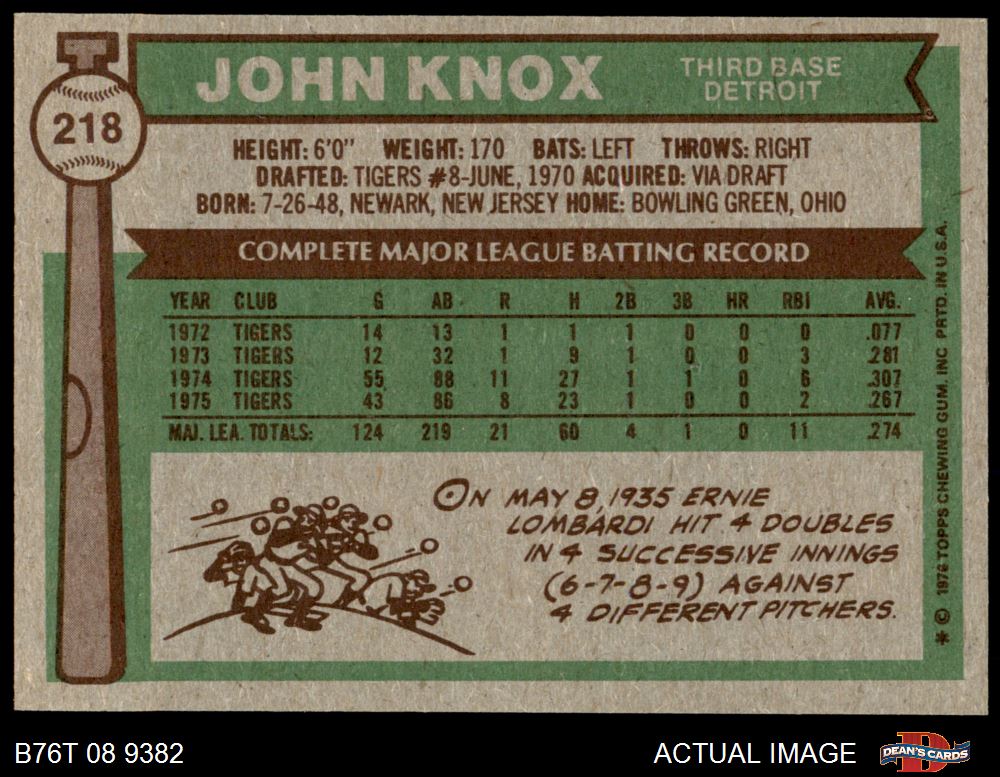 218
JOHN KNOX
THIRD BASE
DETROIT
HEIGHT: 6'0" WEIGHT: 170 BATS: LEFT THROWS: RIGHT
DRAFTED: TIGERS #8-JUNE, 1970 ACQUIRED: VIA DRAFT
BORN: 7-26-48, NEWARK, NEW JERSEY HOME: BOWLING GREEN, OHIO
COMPLETE MAJOR LEAGUE BATTING RECORD
YEAR CLUB G AB R H 2B 3B HR RBI AVG.
1972 TIGERS 14 13 1 1 1 0 0 0 .077
1973 TIGERS 12 32 1 9 1 0 0 3 .281
1974 TIGERS 55 88 11 27 1 1 0 6 .307
1975 TIGERS 43 86 8 23 1 0 0 2 .267
MAJ. LEA. TOTALS: 124 219 21 60 4 1 0 11 .274
ON MAY 8, 1935 ERNIE
LOMBARDI HIT 4 DOUBLES
IN 4 SUCCESSIVE INNINGS
(6-7-8-9) AGAINST
4 DIFFERENT PITCHERS.
* © 1976 TOPPS CHEWING GUM, INC PRTD. IN U.S.A.
B76T 08 9382
ACTUAL IMAGE
D
DEAN'S CARDS